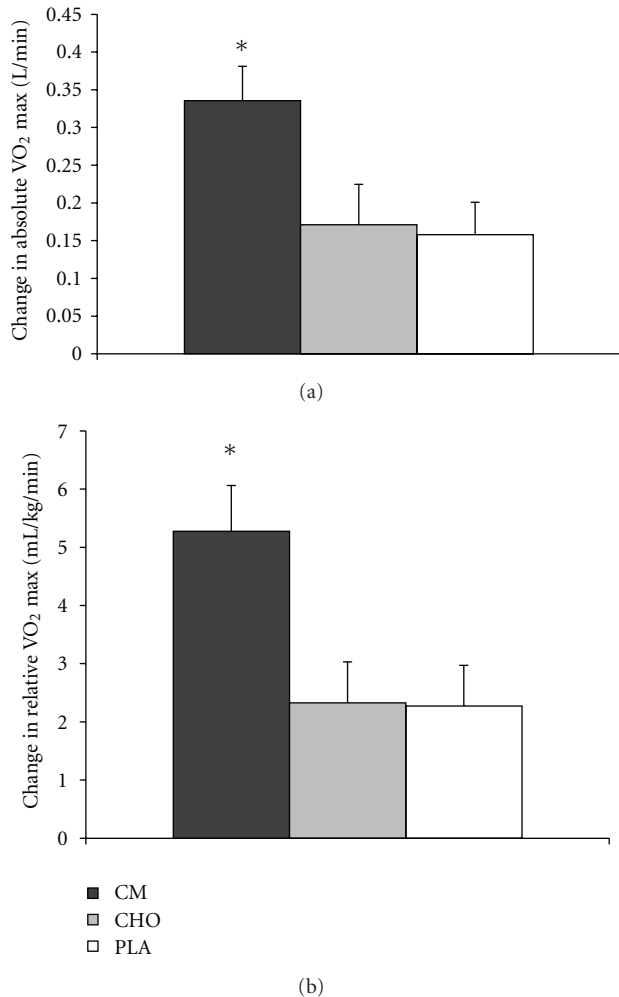 Change in absolute VO₂ max (L/min)
0.45
0.4
0.35
0.3
0.25
0.2
0.15
0.1
0.05
0
*
(a)
Change in relative VO₂ max (mL/kg/min)
7
6
5
4
3
2
1
0
*
CM
CHO
PLA
(b)